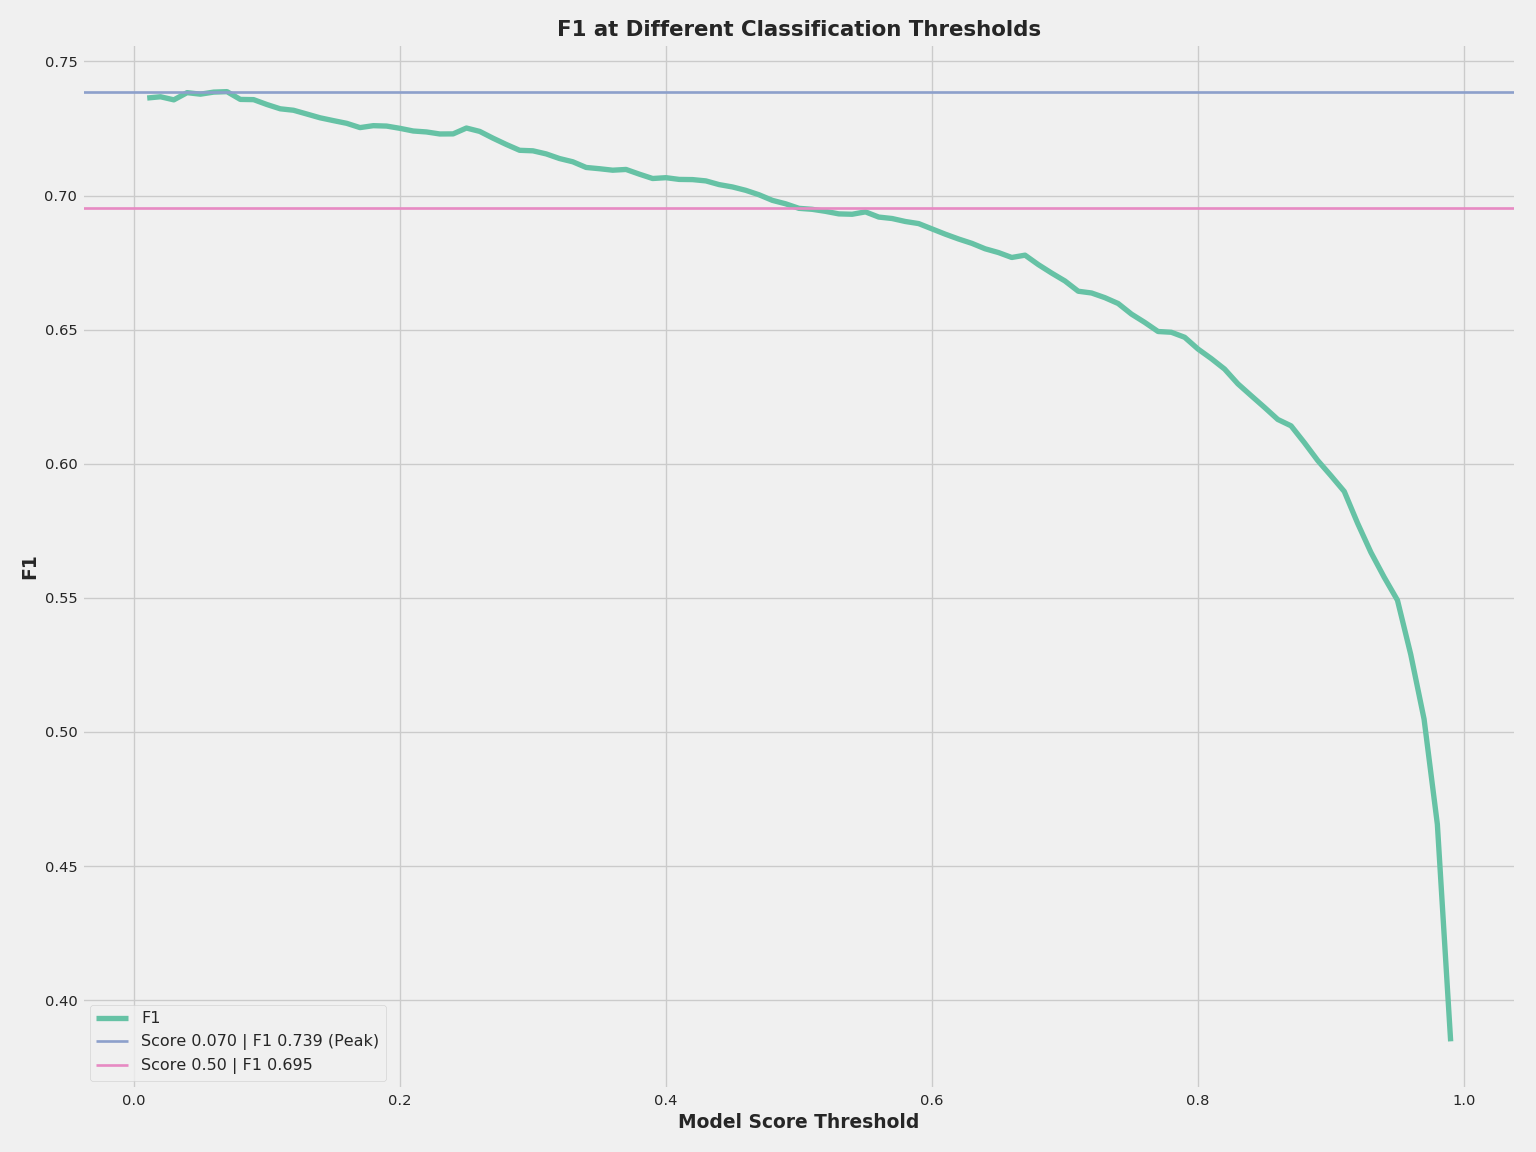 F1 at Different Classification Thresholds
0.75
0.70
0.65
0.60
0.55
0.50
0.45
0.40
F1
F1
Score 0.070 | F1 0.739 (Peak)
Score 0.50 | F1 0.695
0.0 0.2 0.4 0.6 0.8 1.0
Model Score Threshold